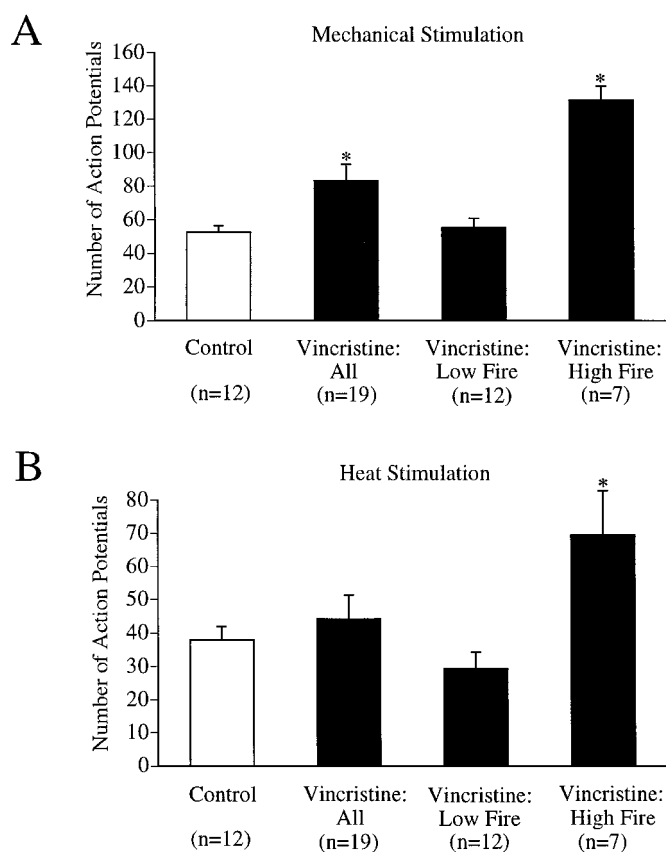 A
Mechanical Stimulation
Number of Action Potentials
160
140
120
100
80
60
40
20
0
*
*
Control
(n=12)
Vincristine:
All
(n=19)
Vincristine:
Low Fire
(n=12)
Vincristine:
High Fire
(n=7)
B
Heat Stimulation
Number of Action Potentials
80
70
60
50
40
30
20
10
0
*
Control
(n=12)
Vincristine:
All
(n=19)
Vincristine:
Low Fire
(n=12)
Vincristine:
High Fire
(n=7)